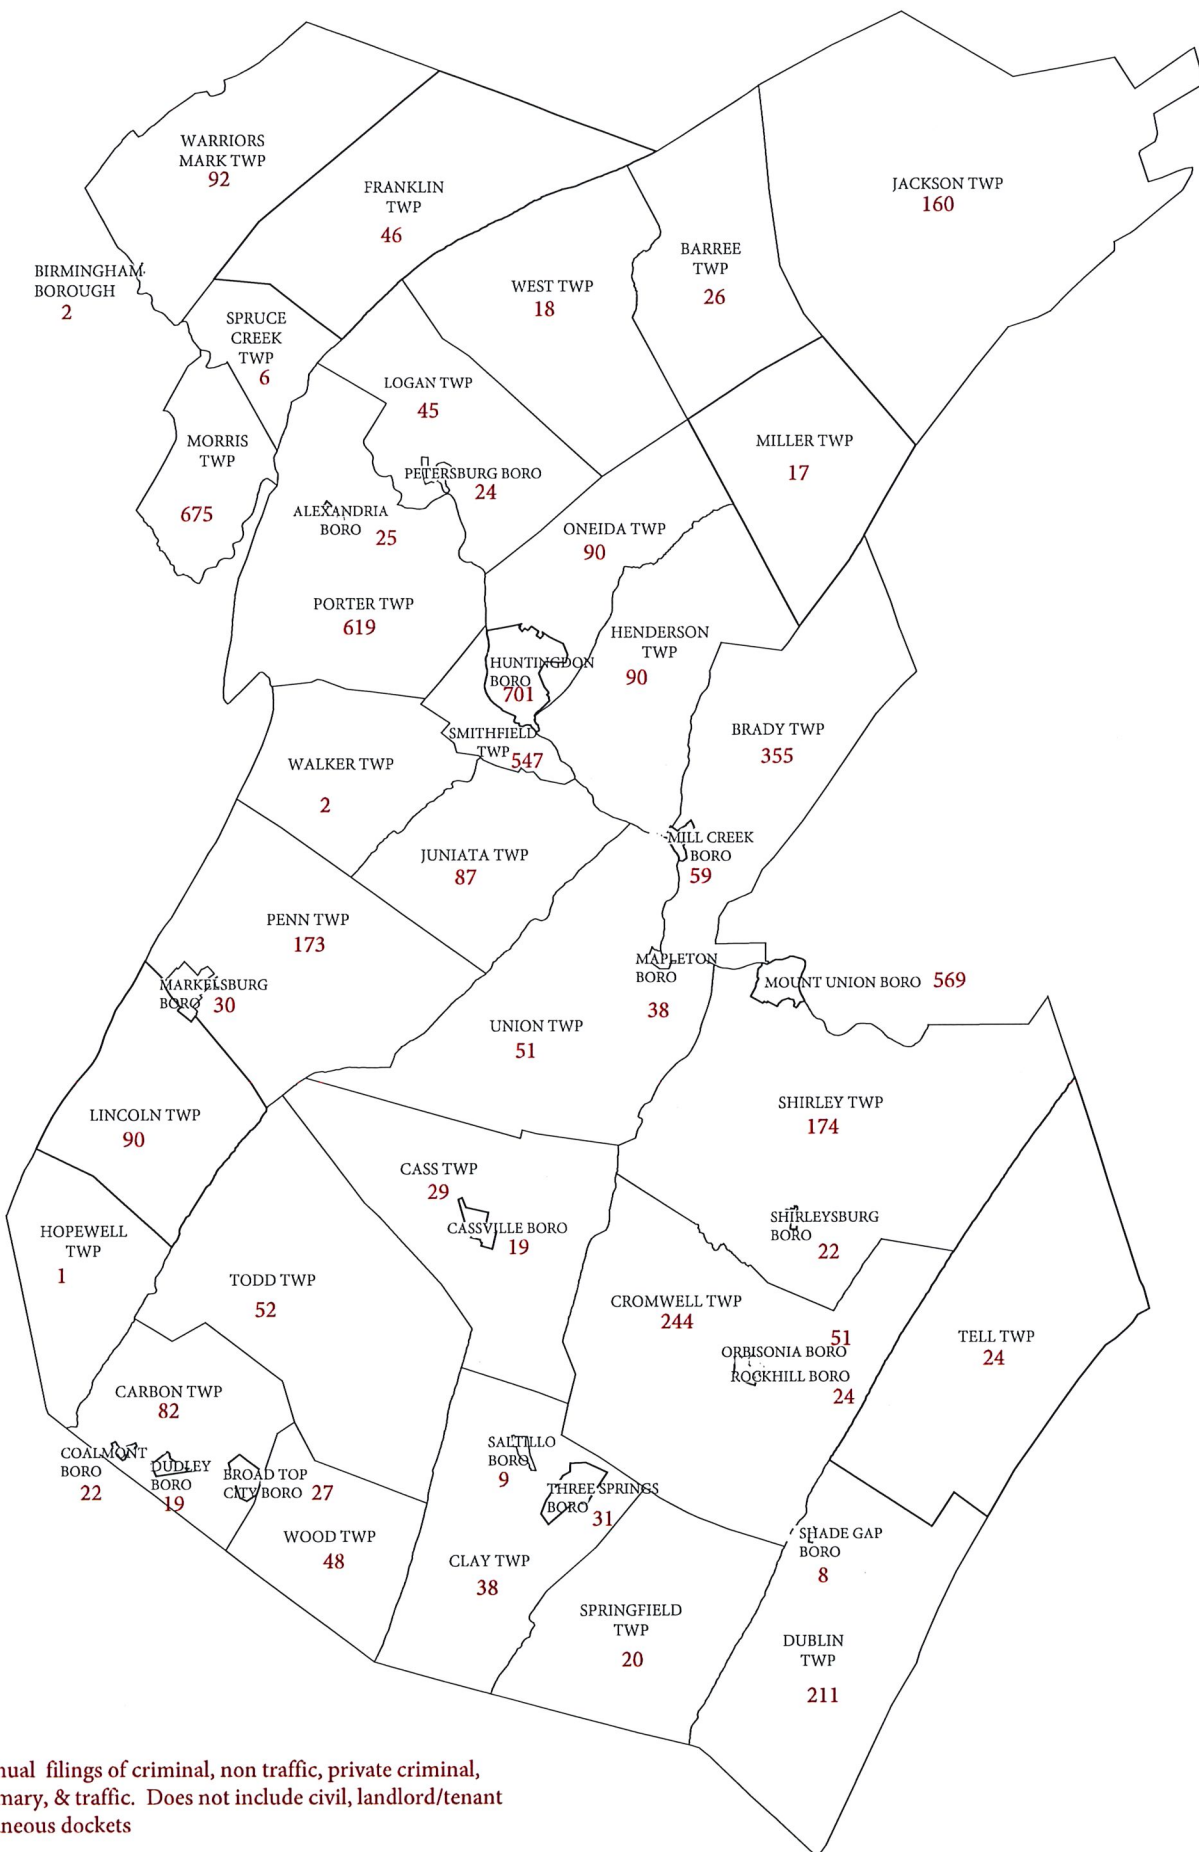 WARRIORS
MARK TWP
92
FRANKLIN
TWP
46
JACKSON TWP
160
BARREE
TWP
26
BIRMINGHAM
BOROUGH
2
WEST TWP
18
SPRUCE
CREEK
TWP
6
LOGAN TWP
45
MORRIS
TWP
675
MILLER TWP
17
PETERSBURG BORO
24
ALEXANDRIA
BORO 25
ONEIDA TWP
90
PORTER TWP
619
HENDERSON
TWP
90
HUNTINGDON
BORO
701
SMITHFIELD
TWP 547
BRADY TWP
355
WALKER TWP
2
MILL CREEK
BORO
59
JUNIATA TWP
87
PENN TWP
173
MARKELSBURG
BORO 30
MAPLETON
BORO
38
MOUNT UNION BORO 569
UNION TWP
51
LINCOLN TWP
90
SHIRLEY TWP
174
CASS TWP
29
CASSVILLE BORO
19
SHIRLEYSBURG
BORO
22
HOPEWELL
TWP
1
TODD TWP
52
CROMWELL TWP
244
51
ORBISONIA BORO
ROCKHILL BORO
24
TELL TWP
24
CARBON TWP
82
COALMONT
BORO
22
DUDLEY
BORO
19
BROAD TOP
CITY BORO 27
SALTILLO
BORO
9
THREE SPRINGS
BORO
31
WOOD TWP
48
CLAY TWP
38
SHADE GAP
BORO
8
SPRINGFIELD
TWP
20
DUBLIN
TWP
211
nual filings of criminal, non traffic, private criminal,
mary, & traffic. Does not include civil, landlord/tenant
neous dockets